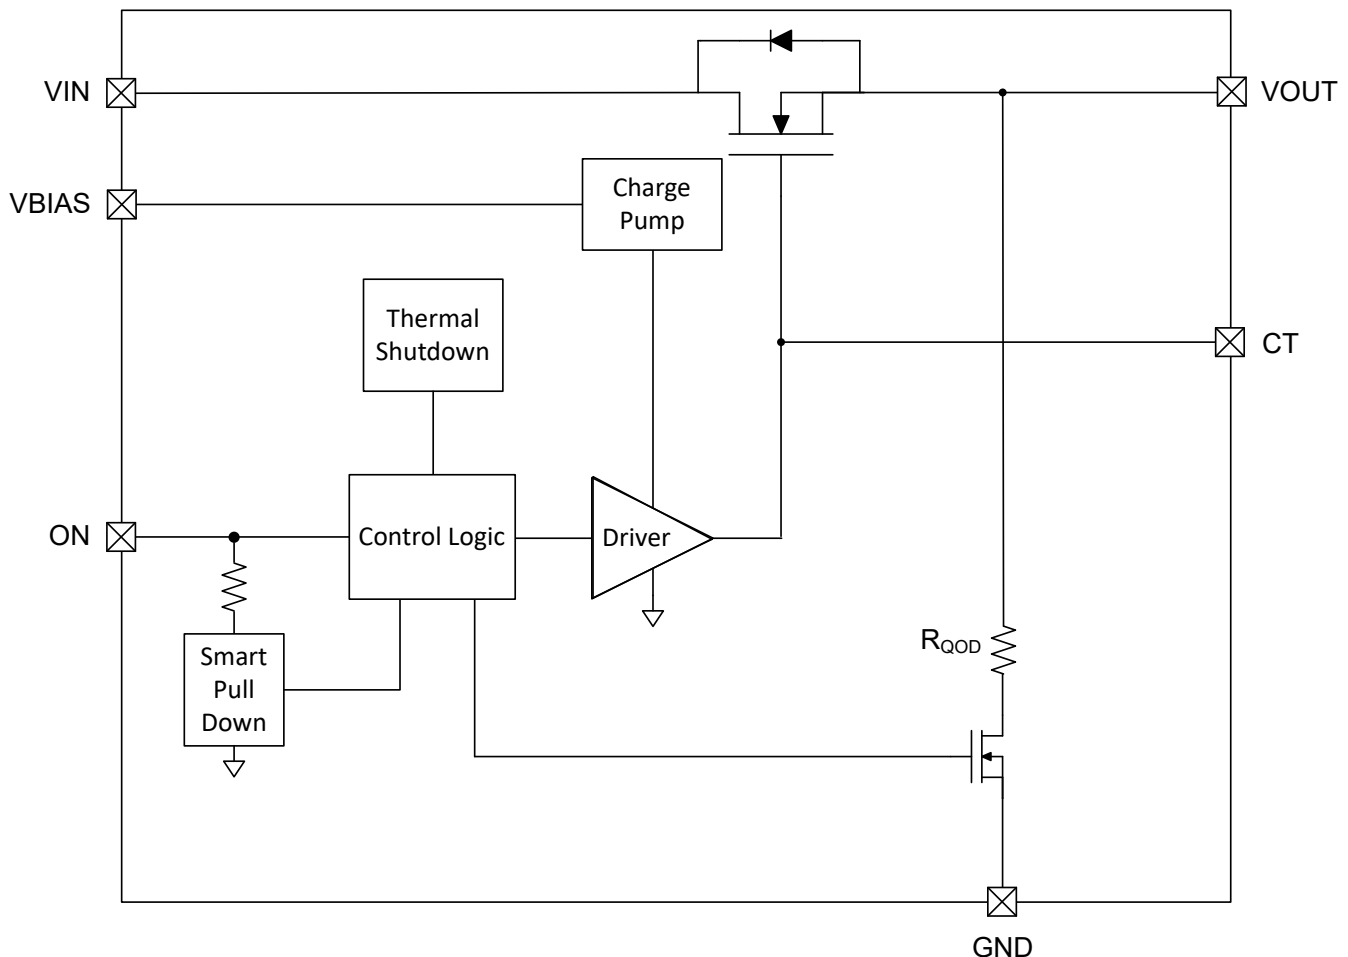 VIN
VOUT
Charge
Pump
VBIAS
Thermal
Shutdown
CT
ON
Control Logic
Driver
RQOD
Smart
Pull
Down
GND